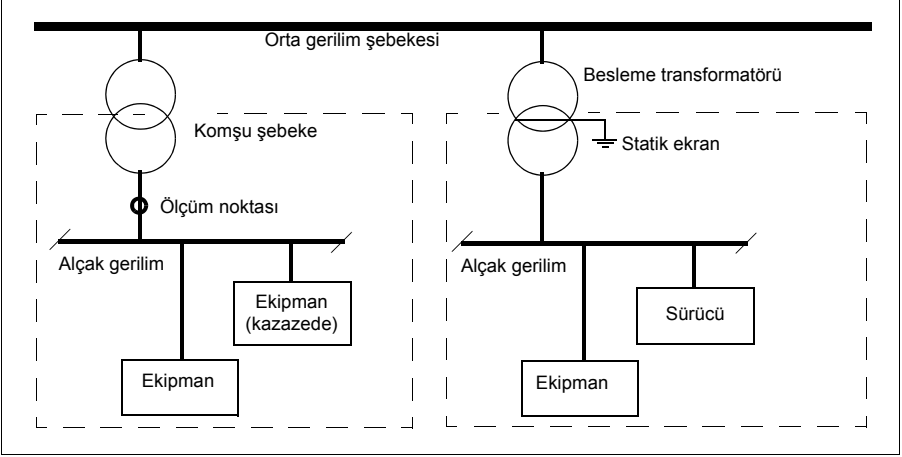 Orta gerilim şebekesi
Besleme transformatörü
Komşu şebeke
Statik ekran
Ölçüm noktası
Alçak gerilim
Alçak gerilim
Ekipman
(kazazede)
Sürücü
Ekipman
Ekipman